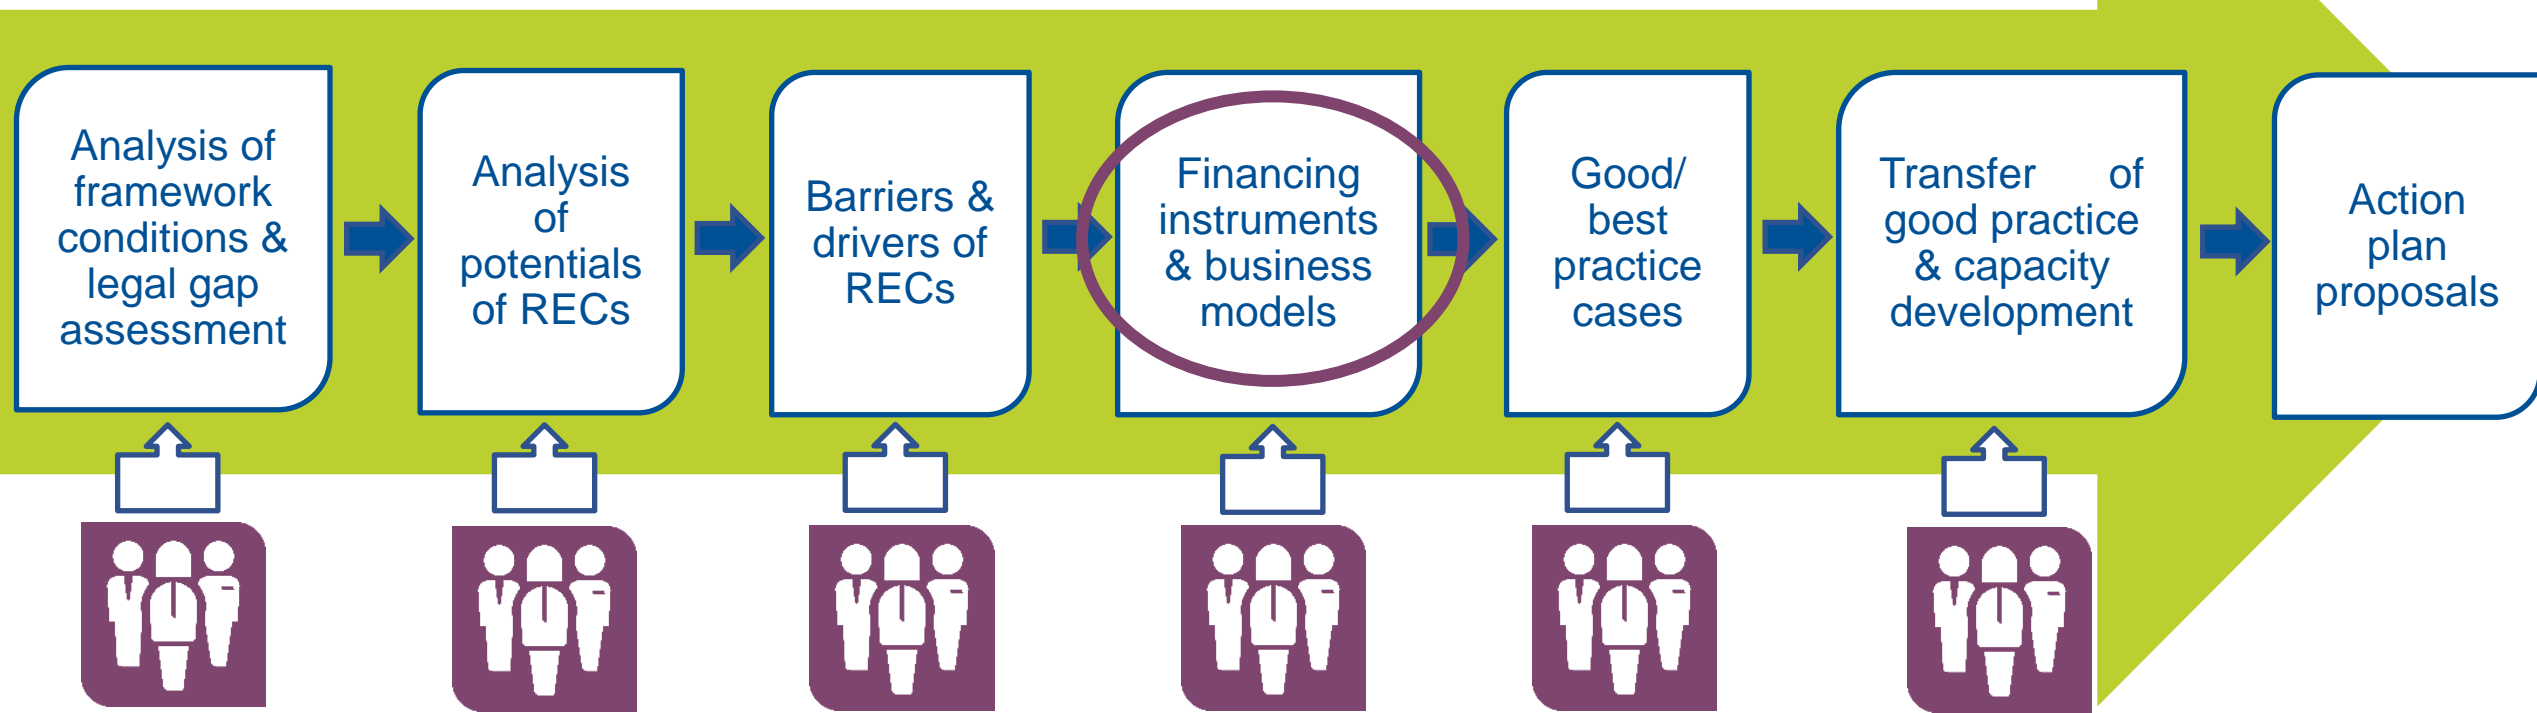 Analysis of
framework
conditions &
legal gap
assessment
Analysis
of
potentials
of RECs
Barriers &
drivers of
RECs
Financing
instruments
& business
models
Good/
best
practice
cases
Transfer of
good practice
& capacity
development
Action
plan
proposals